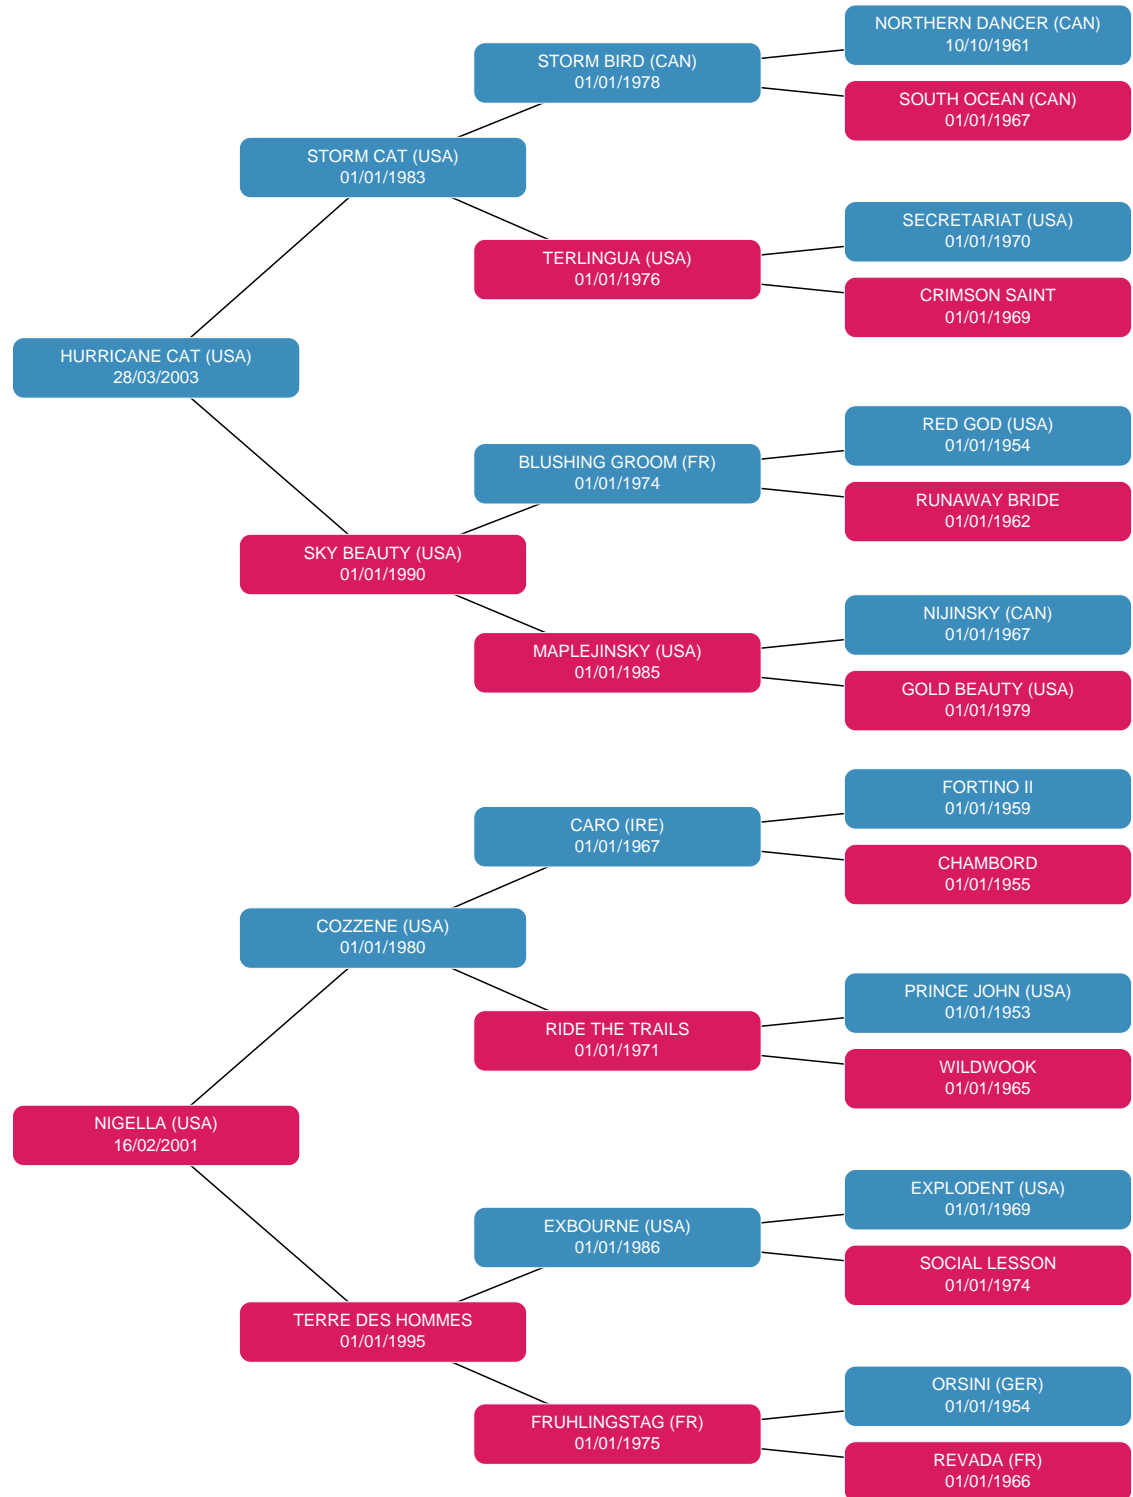 NORTHERN DANCER (CAN)
10/10/1961
STORM BIRD (CAN)
01/01/1978
SOUTH OCEAN (CAN)
01/01/1967
STORM CAT (USA)
01/01/1983
SECRETARIAT (USA)
01/01/1970
TERLINGUA (USA)
01/01/1976
CRIMSON SAINT
01/01/1969
HURRICANE CAT (USA)
28/03/2003
RED GOD (USA)
01/01/1954
BLUSHING GROOM (FR)
01/01/1974
RUNAWAY BRIDE
01/01/1962
SKY BEAUTY (USA)
01/01/1990
NIJINSKY (CAN)
01/01/1967
MAPLEJINSKY (USA)
01/01/1985
GOLD BEAUTY (USA)
01/01/1979
FORTINO II
01/01/1959
CARO (IRE)
01/01/1967
CHAMBORD
01/01/1955
COZZENE (USA)
01/01/1980
PRINCE JOHN (USA)
01/01/1953
RIDE THE TRAILS
01/01/1971
WILDWOOK
01/01/1965
NIGELLA (USA)
16/02/2001
EXPLODENT (USA)
01/01/1969
EXBOURNE (USA)
01/01/1986
SOCIAL LESSON
01/01/1974
TERRE DES HOMMES
01/01/1995
ORSINI (GER)
01/01/1954
FRUHLINGSTAG (FR)
01/01/1975
REVADA (FR)
01/01/1966